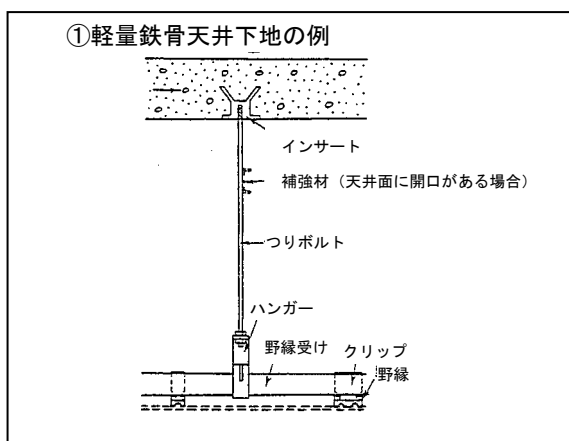 ①軽量鉄骨天井下地の例
インサート
補強材（天井面に開口がある場合）
つりボルト
ハンガー
野縁受け
クリップ
野縁